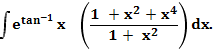 ∫e^{tan⁻¹ x} ((1 + x² + x⁴)/(1 + x²)) dx.